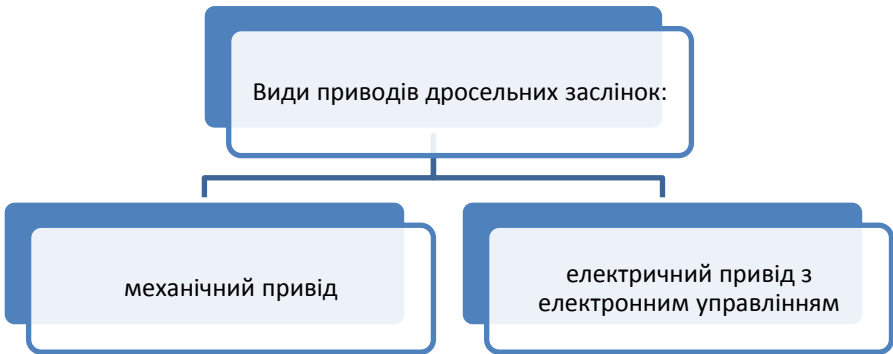 Види приводів дросельних заслінок:
механічний привід
електричний привід з
електронним управлінням